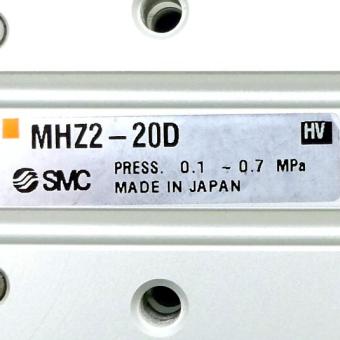 MHZ2-20D HV
SMC PRESS. 0.1 ~ 0.7 MPa
MADE IN JAPAN